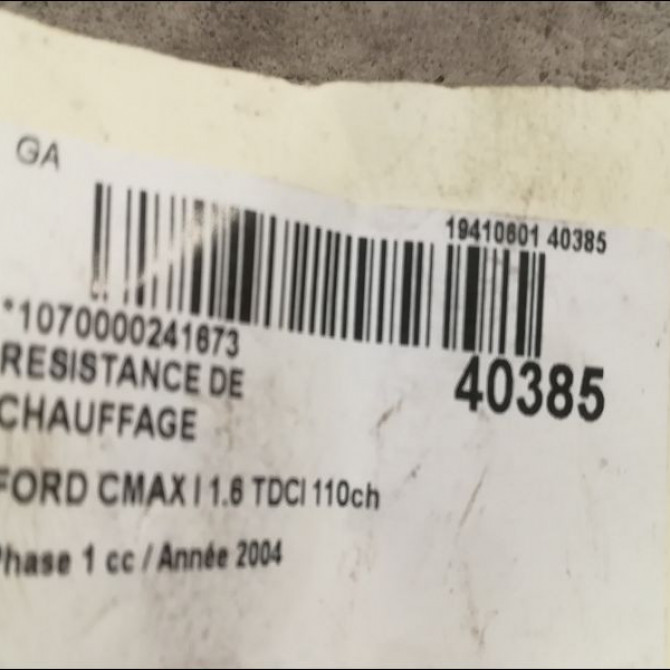 GA
19410601 40385
*1070000241673
RESISTANCE DE
40385
CHAUFFAGE
FORD CMAX I 1.6 TDCI 110ch
Phase 1 cc / Année 2004